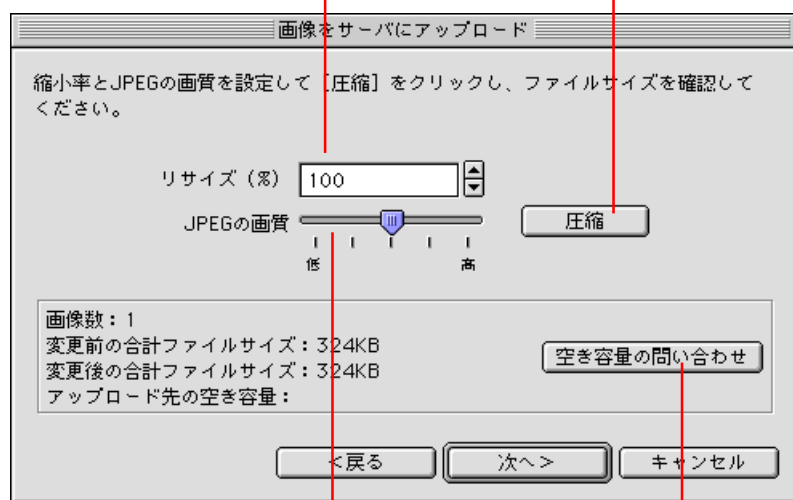 画像をサーバにアップロード
縮小率とJPEGの画質を設定して［圧縮］をクリックし、ファイルサイズを確認して
ください。
リサイズ（%） 100
JPEGの画質 圧縮
低 高
画像数：1
変更前の合計ファイルサイズ：324KB
空き容量の問い合わせ
変更後の合計ファイルサイズ：324KB
アップロード先の空き容量：
<戻る 次へ> キャンセル